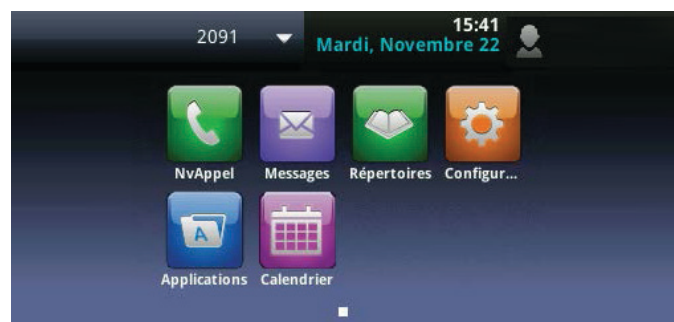 2091
15:41
Mardi, Novembre 22
NvAppel Messages Répertoires Configur...
A
Applications Calendrier